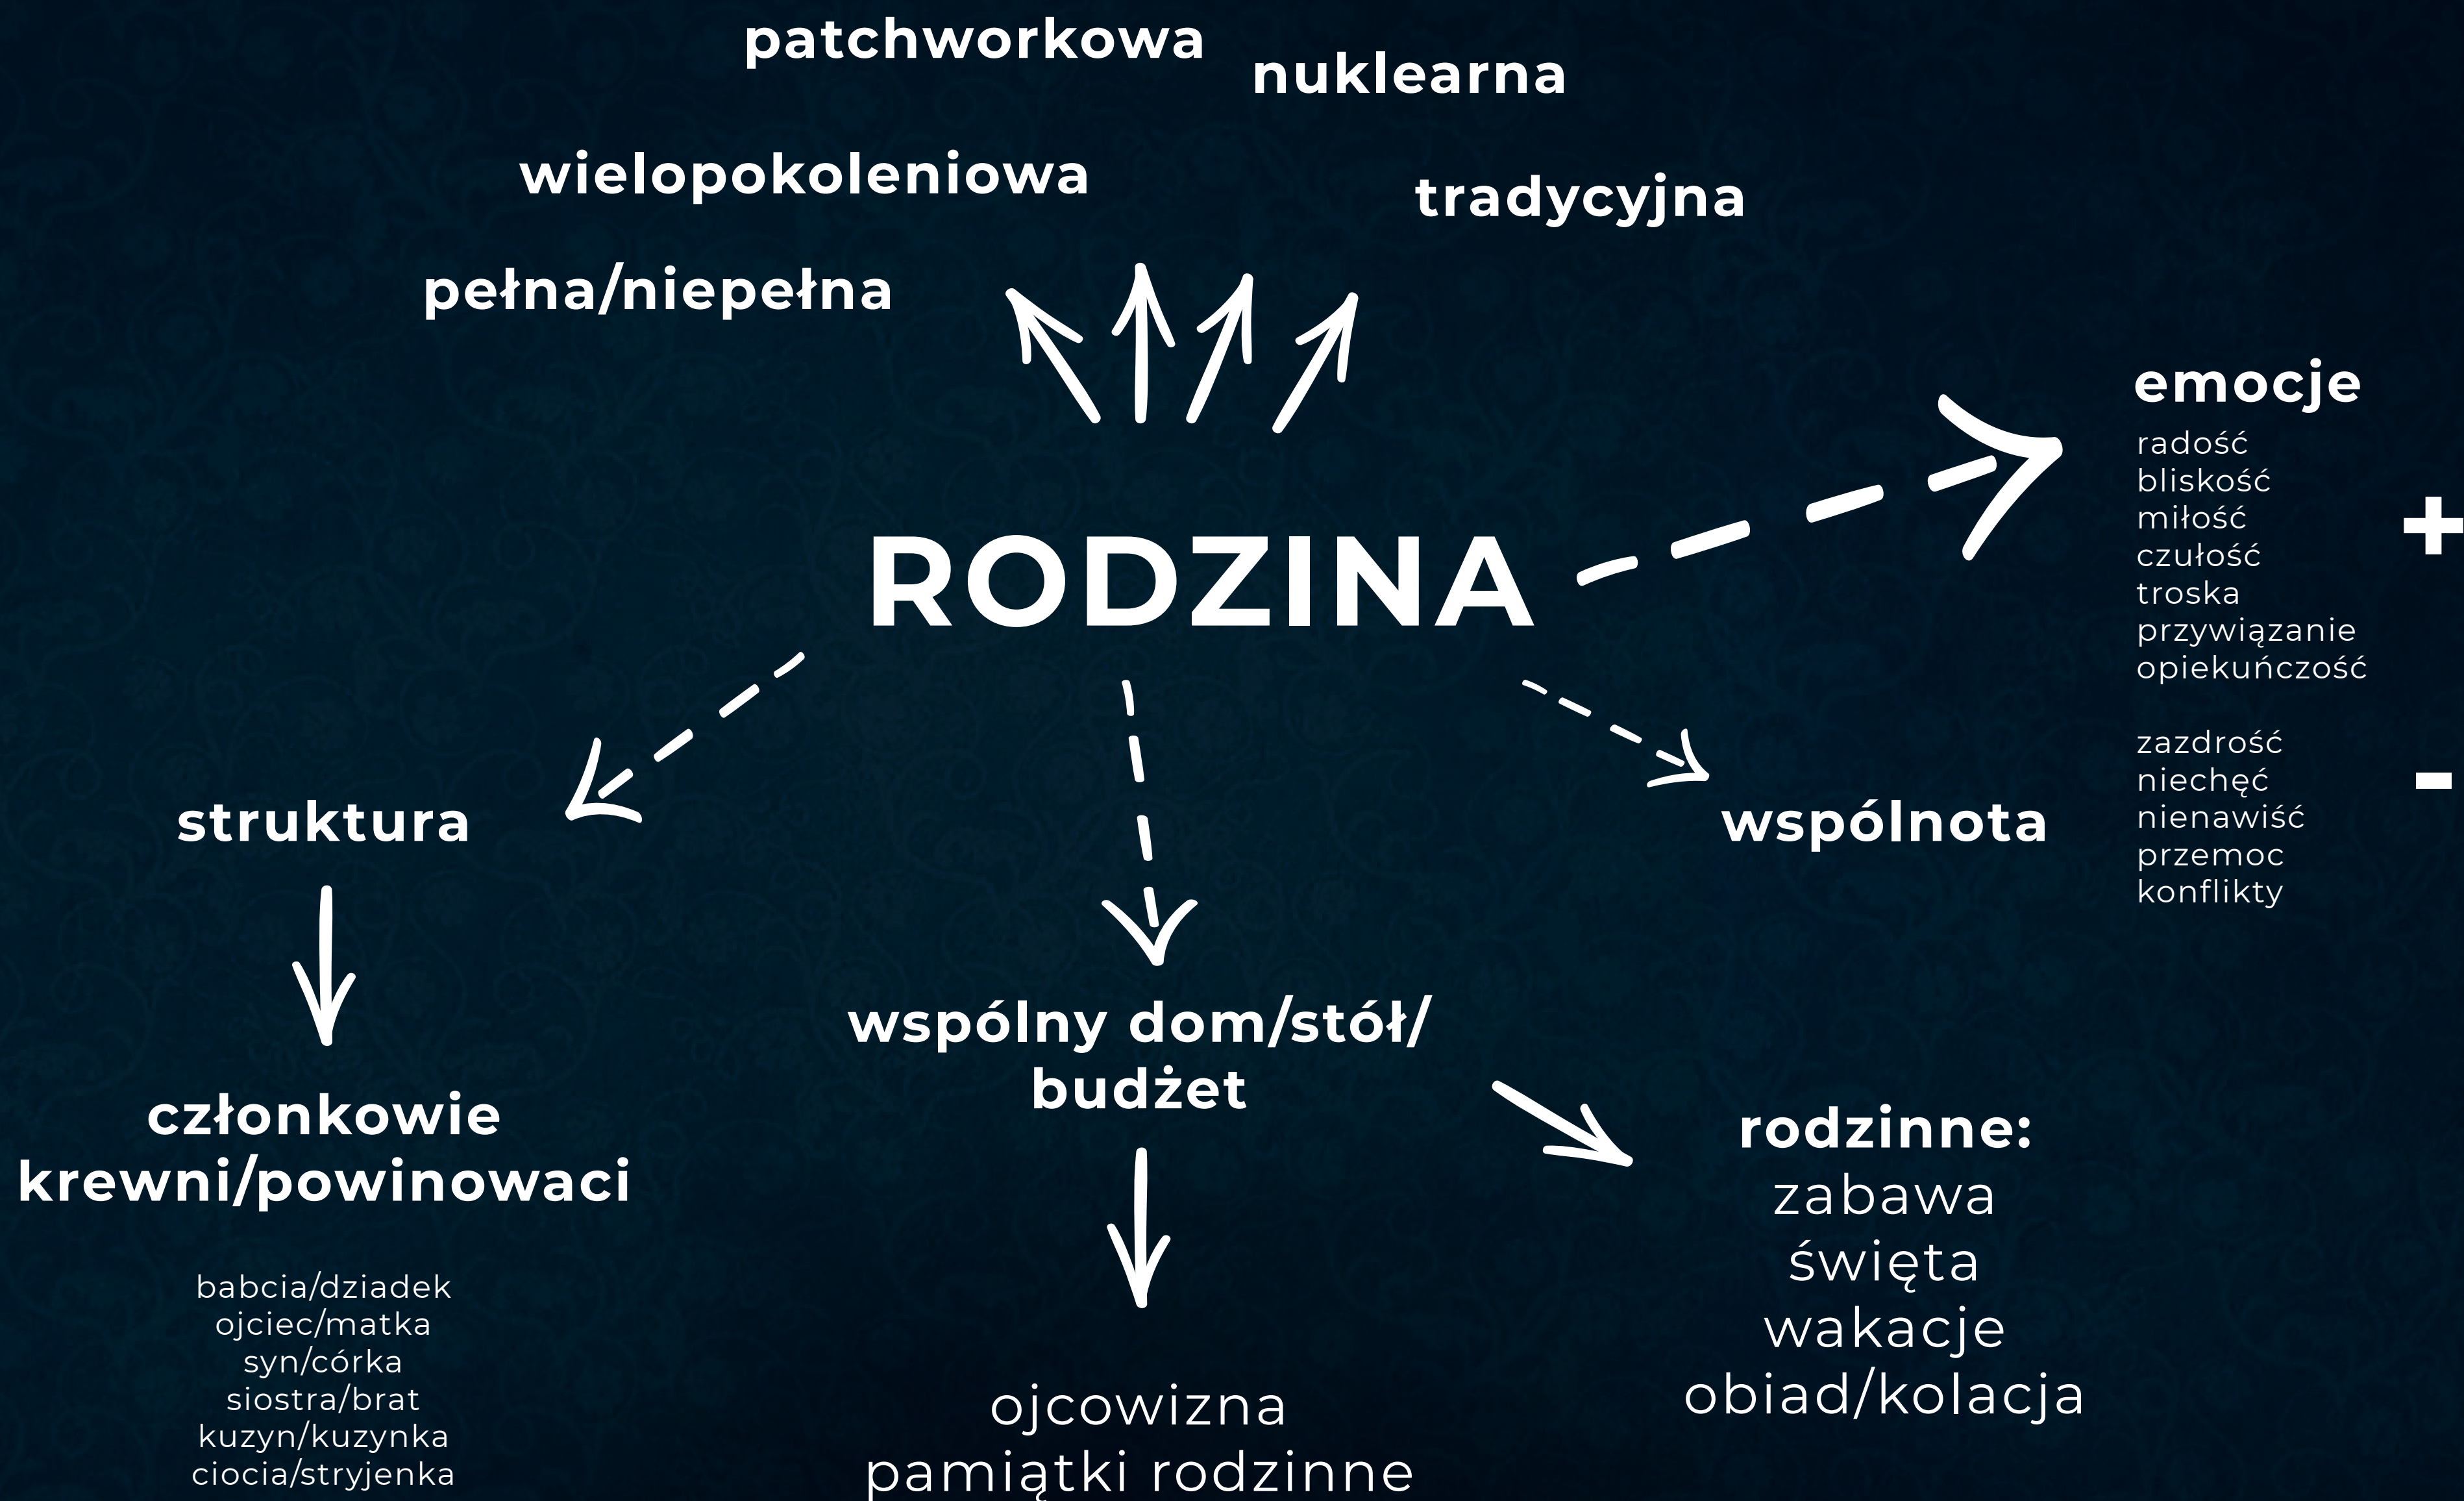 patchworkowa
nuklearna
wielopokoleniowa
tradycyjna
pełna/niepełna
RODZINA
emocje
radość
bliskość
miłość
czułość
troska
przywiązanie
opiekuńczość
+
zazdrość
niechęć
nienawiść
przemoc
konflikty
-
struktura
członkowie
krewni/powinowaci
babcia/dziadek
ojciec/matka
syn/córka
siostra/brat
kuzyn/kuzynka
ciocia/stryjenka
wspólny dom/stół/
budżet
ojcowizna
pamiątki rodzinne
wspólnota
rodzinne:
zabawa
święta
wakacje
obiad/kolacja